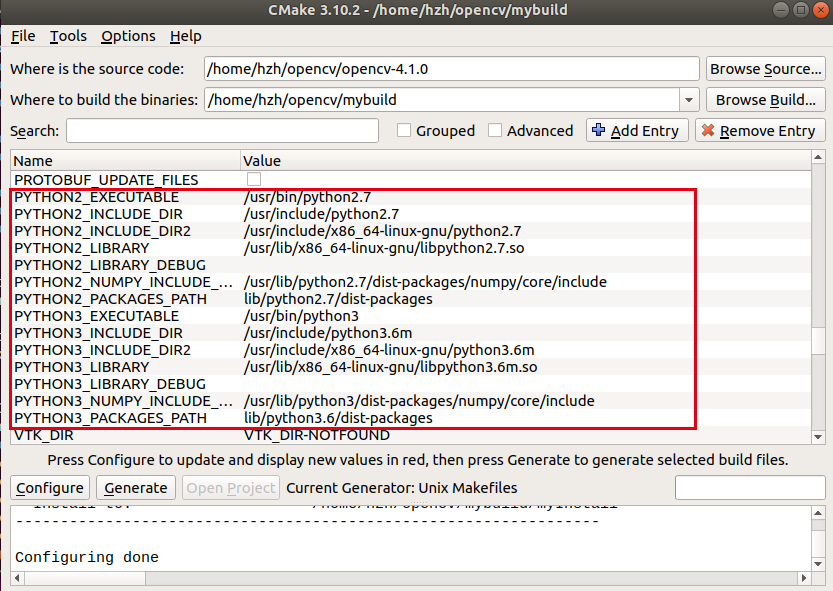 CMake 3.10.2 - /home/hzh/opencv/mybuild
File Tools Options Help
Where is the source code: /home/hzh/opencv/opencv-4.1.0 Browse Source...
Where to build the binaries: /home/hzh/opencv/mybuild Browse Build...
Search: Grouped Advanced Add Entry Remove Entry
Name Value
PROTOBUF_UPDATE_FILES
PYTHON2_EXECUTABLE /usr/bin/python2.7
PYTHON2_INCLUDE_DIR /usr/include/python2.7
PYTHON2_INCLUDE_DIR2 /usr/include/x86_64-linux-gnu/python2.7
PYTHON2_LIBRARY /usr/lib/x86_64-linux-gnu/libpython2.7.so
PYTHON2_LIBRARY_DEBUG
PYTHON2_NUMPY_INCLUDE_... /usr/lib/python2.7/dist-packages/numpy/core/include
PYTHON2_PACKAGES_PATH lib/python2.7/dist-packages
PYTHON3_EXECUTABLE /usr/bin/python3
PYTHON3_INCLUDE_DIR /usr/include/python3.6m
PYTHON3_INCLUDE_DIR2 /usr/include/x86_64-linux-gnu/python3.6m
PYTHON3_LIBRARY /usr/lib/x86_64-linux-gnu/libpython3.6m.so
PYTHON3_LIBRARY_DEBUG
PYTHON3_NUMPY_INCLUDE_... /usr/lib/python3/dist-packages/numpy/core/include
PYTHON3_PACKAGES_PATH lib/python3.6/dist-packages
VTK_DIR VTK_DIR-NOTFOUND
Press Configure to update and display new values in red, then press Generate to generate selected build files.
Configure Generate Open Project Current Generator: Unix Makefiles
Install to: /home/hzh/opencv/mybuild/myinstall
-----------------------------------------------------------------
Configuring done